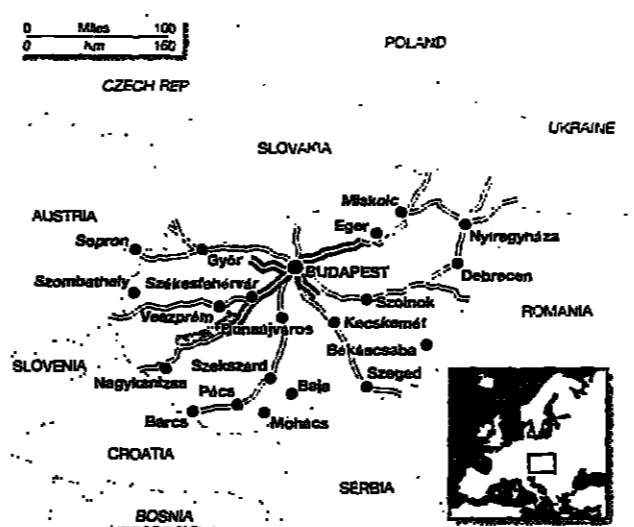 0 Miles 100
0 Km 160
POLAND
CZECH REP
UKRAINE
SLOVAKIA
Miskolc
AUSTRIA
Eger
Sopron
Nyíregyháza
Győr
BUDAPEST
Debrecen
Szombathely
Székesfehérvár
Szolnok
ROMANIA
Veszprém
Kecskemét
Dunaújváros
Békéscsaba
SLOVENIA
Szekszárd
Nagykanizsa
Szeged
Pécs
Baja
Barcs
Mohács
CROATIA
SERBIA
BOSNIA